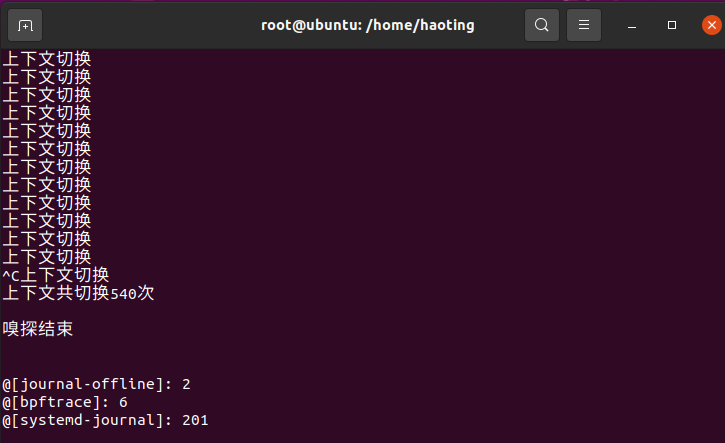 root@ubuntu: /home/haoting
上下文切换
上下文切换
上下文切换
上下文切换
上下文切换
上下文切换
上下文切换
上下文切换
上下文切换
上下文切换
上下文切换
上下文切换
^C上下文切换
上下文共切换540次
嗅探结束
@[journal-offline]: 2
@[bpftrace]: 6
@[systemd-journal]: 201